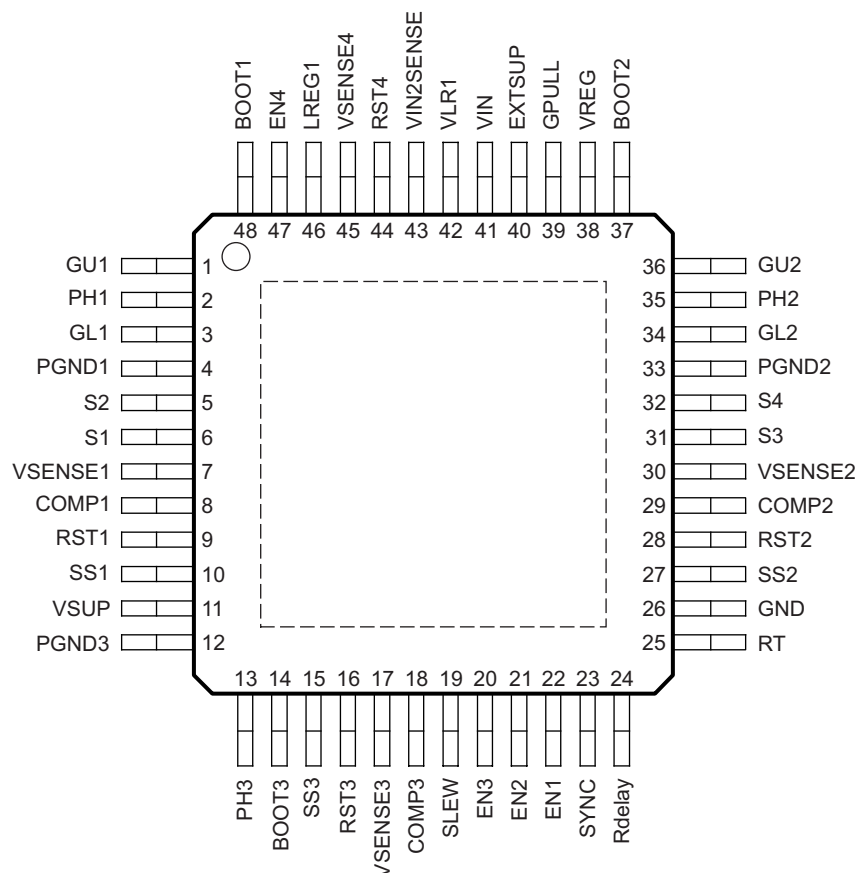 BOOT1
EN4
LREG1
VSENSE4
RST4
VIN2SENSE
VLR1
VIN
EXTSUP
GPULL
VREG
BOOT2
48 47 46 45 44 43 42 41 40 39 38 37
GU1 1 36 GU2
PH1 2 35 PH2
GL1 3 34 GL2
PGND1 4 33 PGND2
S2 5 32 S4
S1 6 31 S3
VSENSE1 7 30 VSENSE2
COMP1 8 29 COMP2
RST1 9 28 RST2
SS1 10 27 SS2
VSUP 11 26 GND
PGND3 12 25 RT
13 14 15 16 17 18 19 20 21 22 23 24
PH3
BOOT3
SS3
RST3
VSENSE3
COMP3
SLEW
EN3
EN2
EN1
SYNC
Rdelay